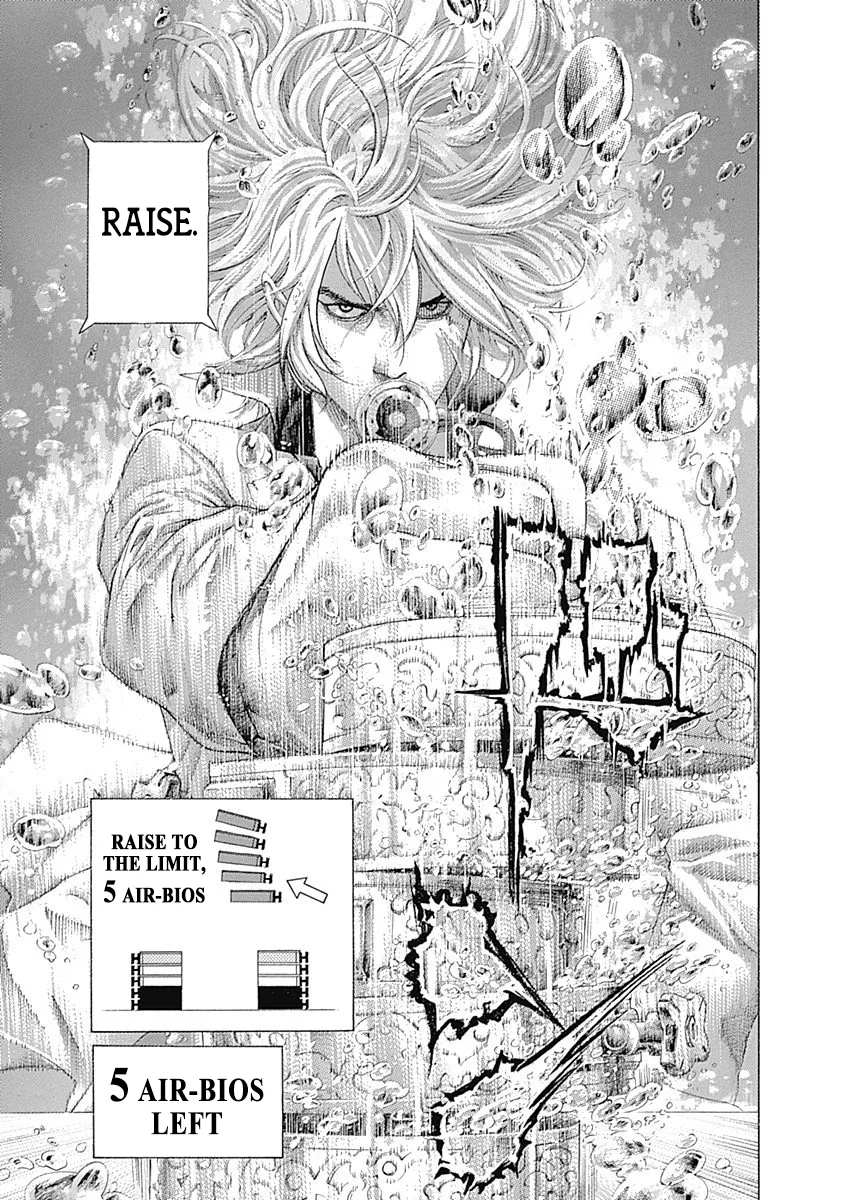 RAISE.
RAISE TO
THE LIMIT,
5 AIR-BIOS
5 AIR-BIOS
LEFT